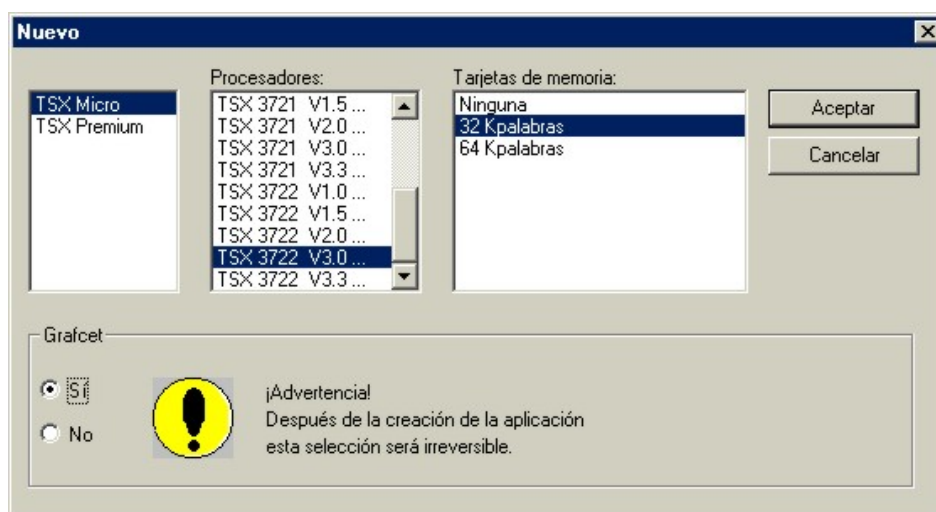 Nuevo
Procesadores:
Tarjetas de memoria:
TSX Micro
TSX Premium
TSX 3721 V1.5 ...
TSX 3721 V2.0 ...
TSX 3721 V3.0 ...
TSX 3721 V3.3 ...
TSX 3722 V1.0 ...
TSX 3722 V1.5 ...
TSX 3722 V2.0 ...
TSX 3722 V3.0 ...
TSX 3722 V3.3 ...
Ninguna
32 Kpalabras
64 Kpalabras
Aceptar
Cancelar
Grafcet
Sí
No
¡Advertencia!
Después de la creación de la aplicación
esta selección será irreversible.